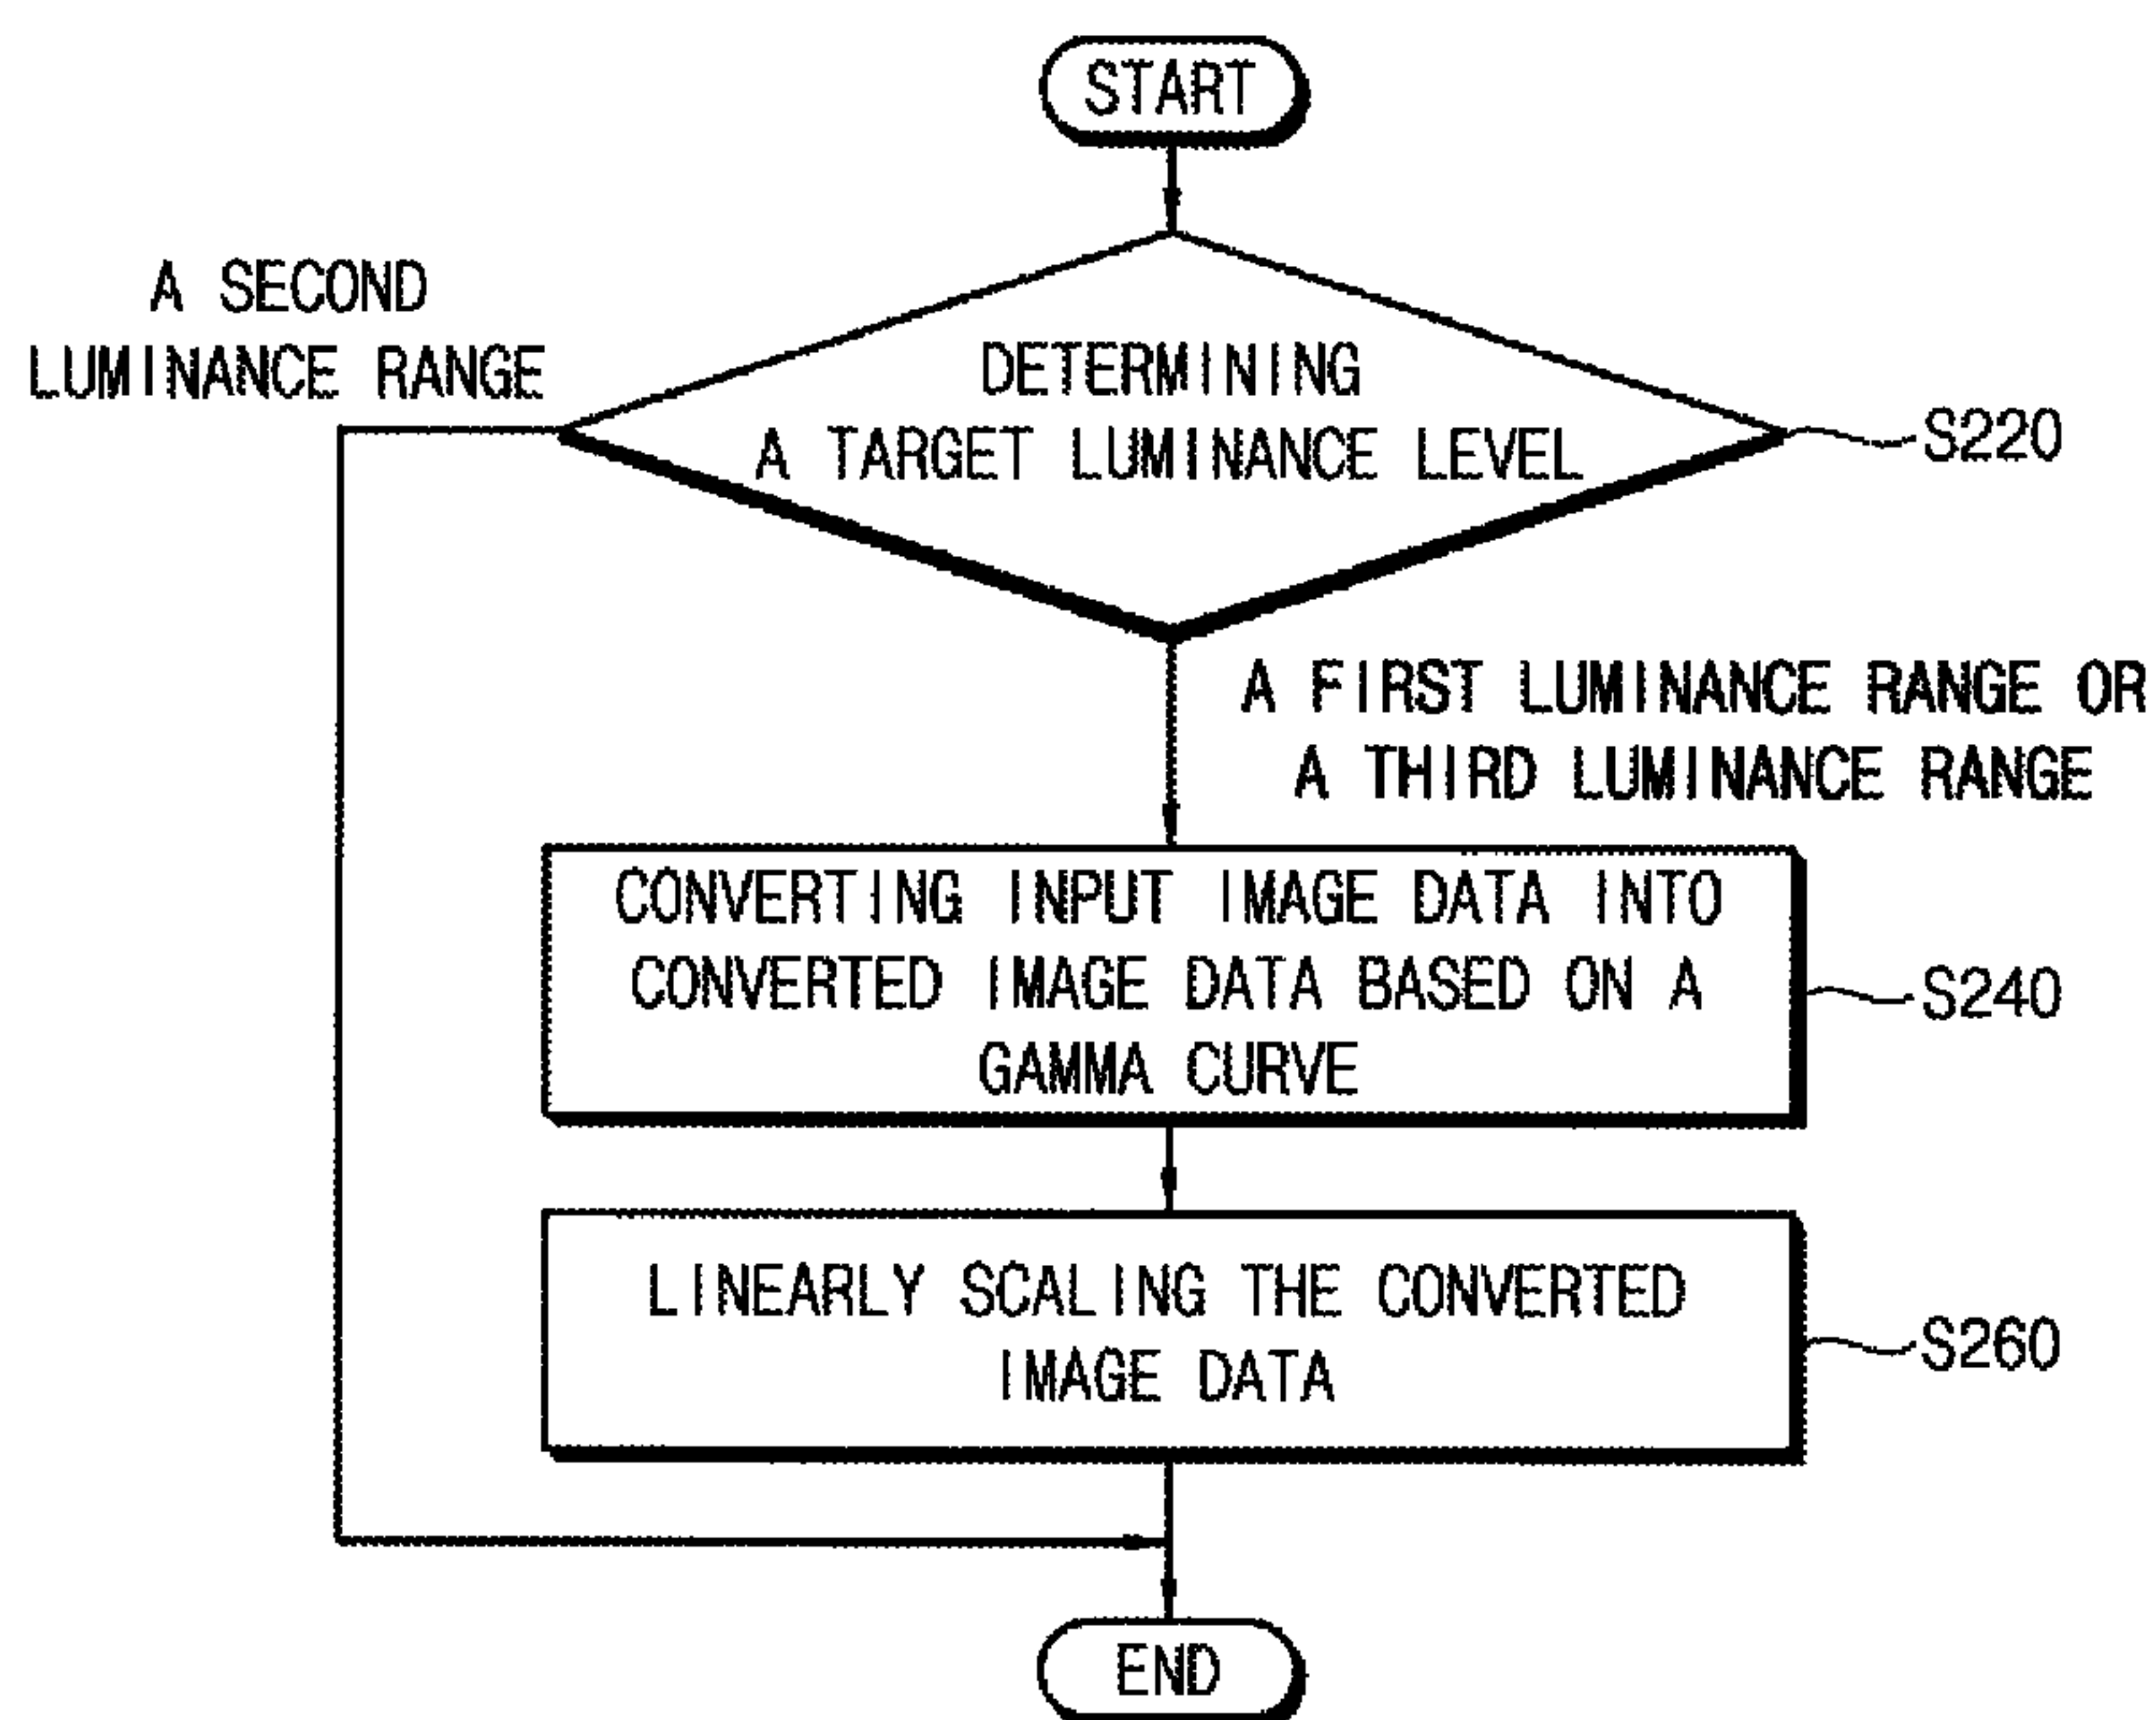 START
A SECOND
LUMINANCE RANGE
DETERMINING
A TARGET LUMINANCE LEVEL
S220
A FIRST LUMINANCE RANGE OR
A THIRD LUMINANCE RANGE
CONVERTING INPUT IMAGE DATA INTO
CONVERTED IMAGE DATA BASED ON A
GAMMA CURVE
S240
LINEARLY SCALING THE CONVERTED
IMAGE DATA
S260
END